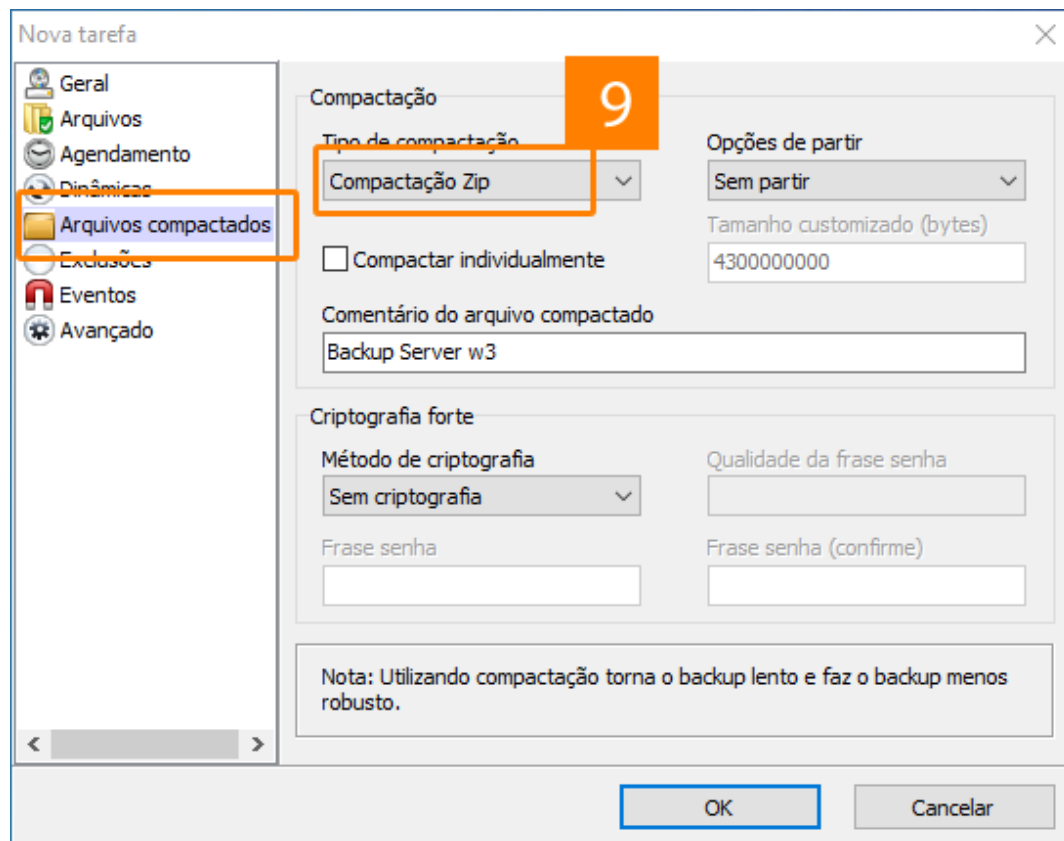 Nova tarefa
Geral
Arquivos
Agendamento
Dinâmicas
Arquivos compactados
Exclusões
Eventos
Avançado
9
Compactação
Tipo de compactação
Opções de partir
Compactação Zip
Sem partir
Tamanho customizado (bytes)
Compactar individualmente
4300000000
Comentário do arquivo compactado
Backup Server w3
Criptografia forte
Método de criptografia
Qualidade da frase senha
Sem criptografia
Frase senha
Frase senha (confirme)
Nota: Utilizando compactação torna o backup lento e faz o backup menos
robusto.
OK
Cancelar